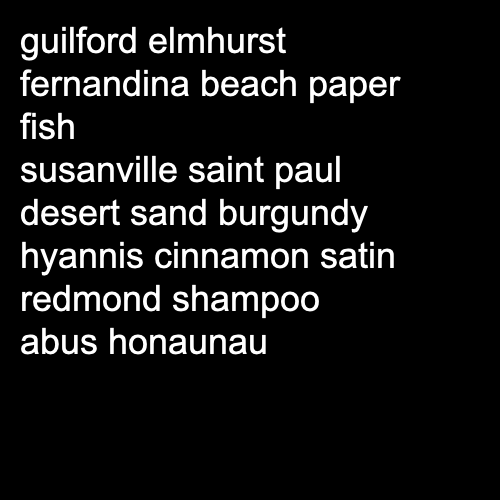 guilford elmhurst
fernandina beach paper
fish
susanville saint paul
desert sand burgundy
hyannis cinnamon satin
redmond shampoo
abus honaunau